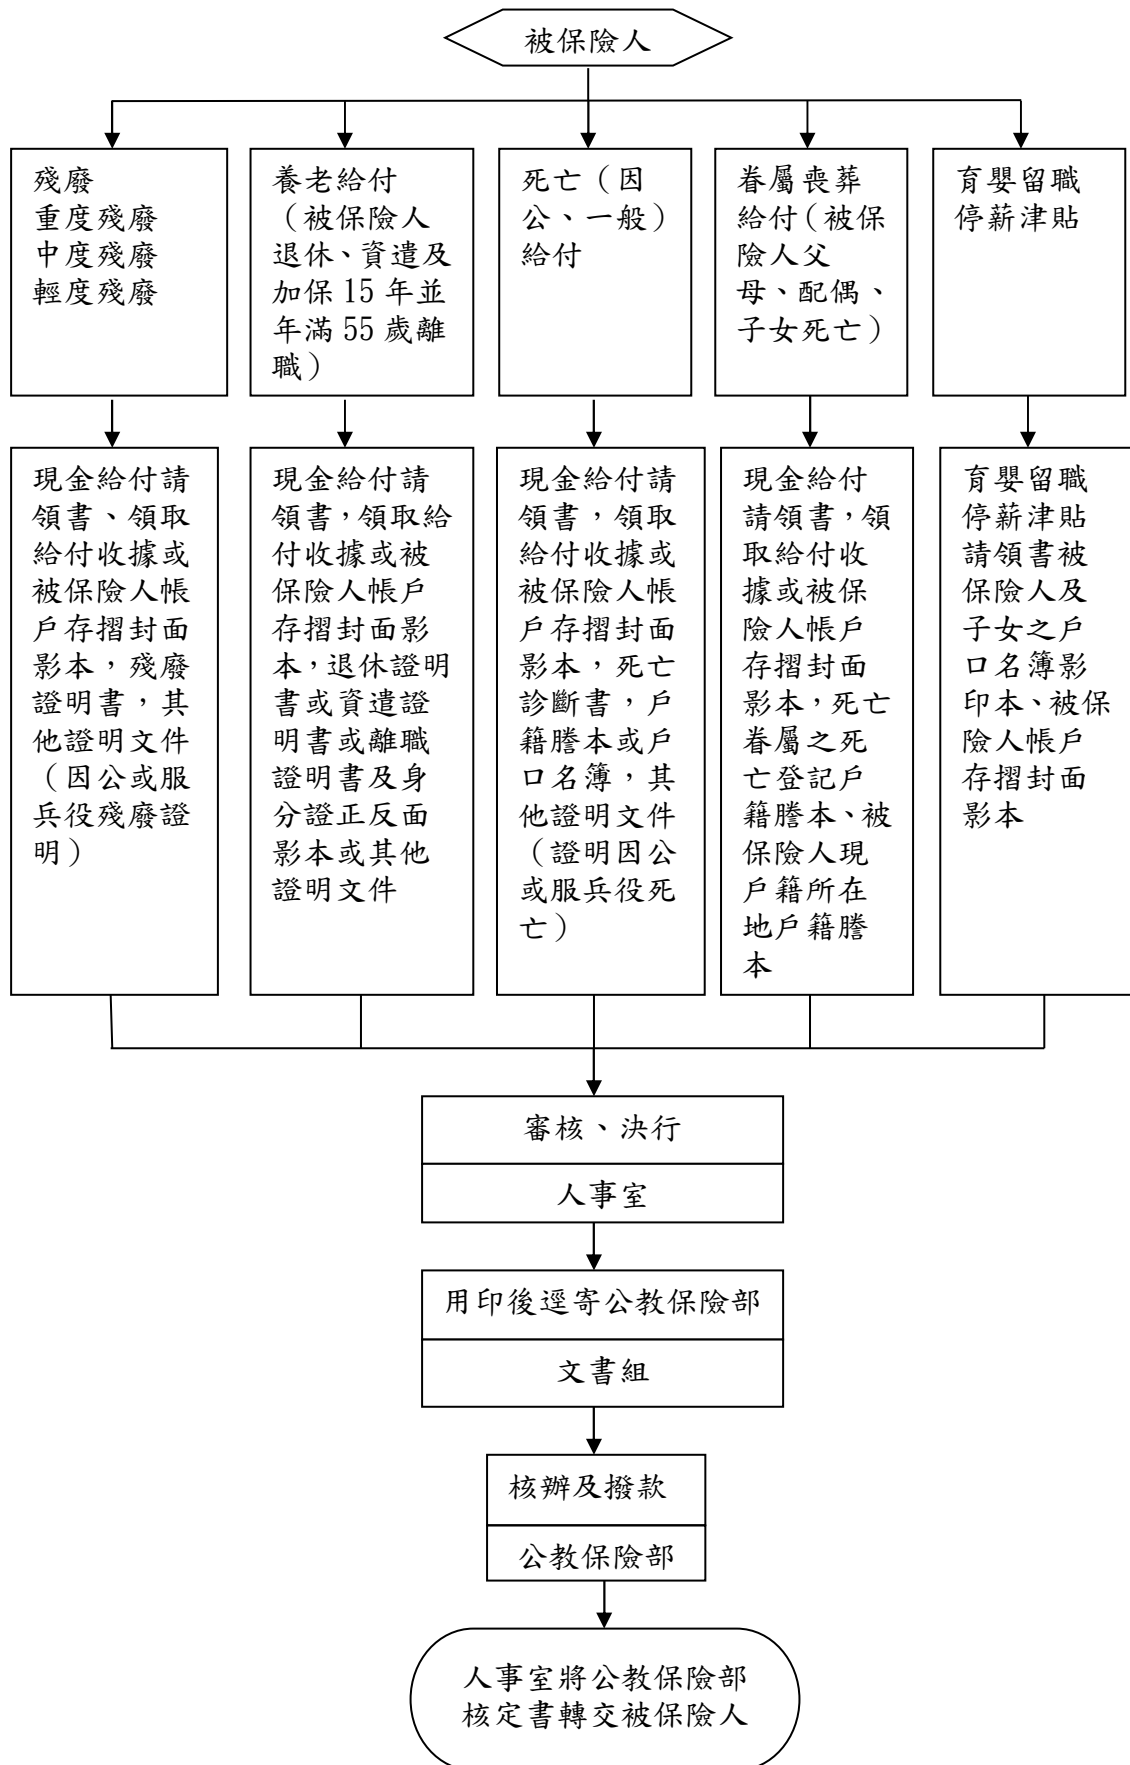 被保險人
殘廢
重度殘廢
中度殘廢
輕度殘廢
養老給付
（被保險人
退休、資遣及
加保 15 年並
年滿 55 歲離
職）
死亡（因
公、一般）
給付
眷屬喪葬
給付（被保
險人父
母、配偶、
子女死亡）
育嬰留職
停薪津貼
現金給付請
領書、領取
給付收據或
被保險人帳
戶存摺封面
影本，殘廢
證明書，其
他證明文件
（因公或服
兵役殘廢證
明）
現金給付請
領書，領取給
付收據或被
保險人帳戶
存摺封面影
本，退休證明
書或資遣證
明書或離職
證明書及身
分證正反面
影本或其他
證明文件
現金給付請
領書，領取
給付收據或
被保險人帳
戶存摺封面
影本，死亡
診斷書，戶
籍謄本或戶
口名簿，其
他證明文件
（證明因公
或服兵役死
亡）
現金給付
請領書，領
取給付收
據或被保
險人帳戶
存摺封面
影本，死亡
眷屬之死
亡登記戶
籍謄本、被
保險人現
戶籍所在
地戶籍謄
本
育嬰留職
停薪津貼
請領書被
保險人及
子女之戶
口名簿影
印本、被保
險人帳戶
存摺封面
影本
審核、決行
人事室
用印後逕寄公教保險部
文書組
核辦及撥款
公教保險部
人事室將公教保險部
核定書轉交被保險人